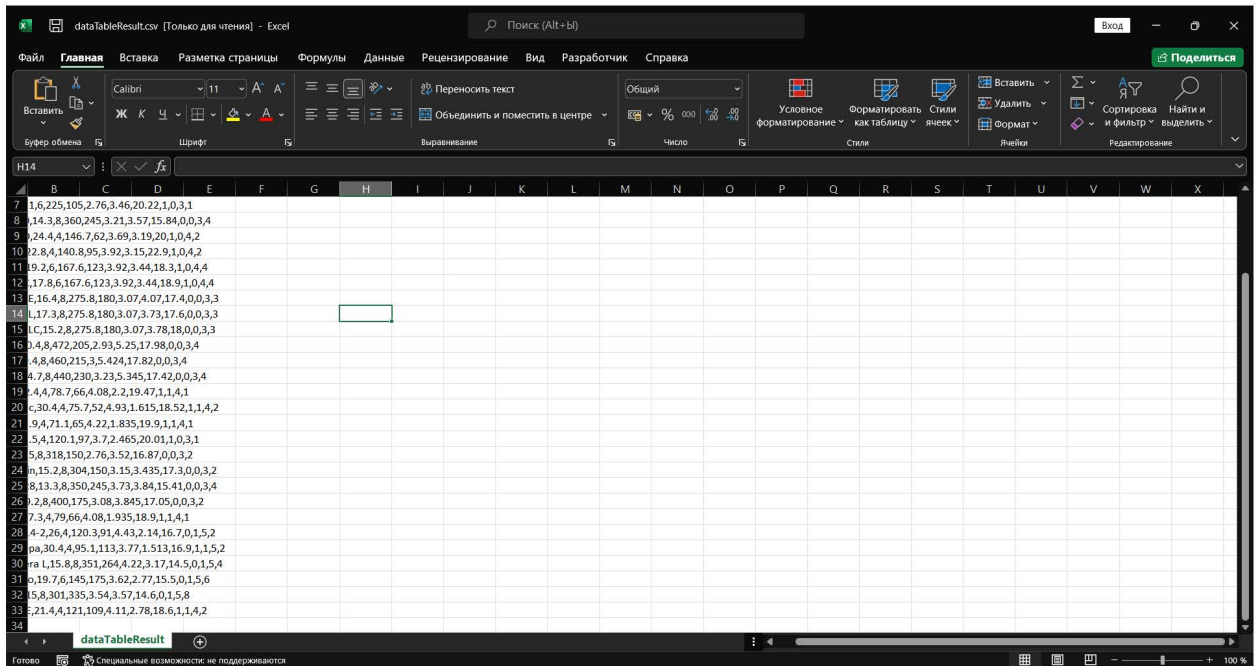 dataTableResult.csv [Только для чтения] - Excel
Поиск (Alt+Ы)
Вход
Файл Главная Вставка Разметка страницы Формулы Данные Рецензирование Вид Разработчик Справка
Поделиться
Вставить
Calibri 11
Ж К Ч
Переносить текст
Объединить и поместить в центре
Общий
% 000
Условное форматирование
Форматировать как таблицу
Стили ячеек
Вставить
Удалить
Формат
Сортировка и фильтр
Найти и выделить
Буфер обмена Шрифт Выравнивание Число Стили Ячейки Редактирование
H14 fx
B C D E F G H I J K L M N O P Q R S T U V W X
7 1,6,225,105,2.76,3.46,20.22,1,0,3,1
8 ,14.3,8,360,245,3.21,3.57,15.84,0,0,3,4
9 ,24.4,4,146.7,62,3.69,3.19,20,1,0,4,2
10 22.8,4,140.8,95,3.92,3.15,22.9,1,0,4,2
11 19.2,6,167.6,123,3.92,3.44,18.3,1,0,4,4
12 ,17.8,6,167.6,123,3.92,3.44,18.9,1,0,4,4
13 E,16.4,8,275.8,180,3.07,4.07,17.4,0,0,3,3
14 L,17.3,8,275.8,180,3.07,3.73,17.6,0,0,3,3
15 LC,15.2,8,275.8,180,3.07,3.78,18,0,0,3,3
16 0.4,8,472,205,2.93,5.25,17.98,0,0,3,4
17 .4,8,460,215,3,5.424,17.82,0,0,3,4
18 4.7,8,440,230,3.23,5.345,17.42,0,0,3,4
19 2.4,4,78.7,66,4.08,2.2,19.47,1,1,4,1
20 c,30.4,4,75.7,52,4.93,1.615,18.52,1,1,4,2
21 .9,4,71.1,65,4.22,1.835,19.9,1,1,4,1
22 .5,4,120.1,97,3.7,2.465,20.01,1,0,3,1
23 5,8,318,150,2.76,3.52,16.87,0,0,3,2
24 in,15.2,8,304,150,3.15,3.435,17.3,0,0,3,2
25 8,13.3,8,350,245,3.73,3.84,15.41,0,0,3,4
26 9.2,8,400,175,3.08,3.845,17.05,0,0,3,2
27 7.3,4,79,66,4.08,1.935,18.9,1,1,4,1
28 4-2,26,4,120.3,91,4.43,2.14,16.7,0,1,5,2
29 pa,30.4,4,95.1,113,3.77,1.513,16.9,1,1,5,2
30 era L,15.8,8,351,264,4.22,3.17,14.5,0,1,5,4
31 o,19.7,6,145,175,3.62,2.77,15.5,0,1,5,6
32 15,8,301,335,3.54,3.57,14.6,0,1,5,8
33 E,21.4,4,121,109,4.11,2.78,18.6,1,1,4,2
34
dataTableResult
Готово Специальные возможности: не поддерживаются 100 %